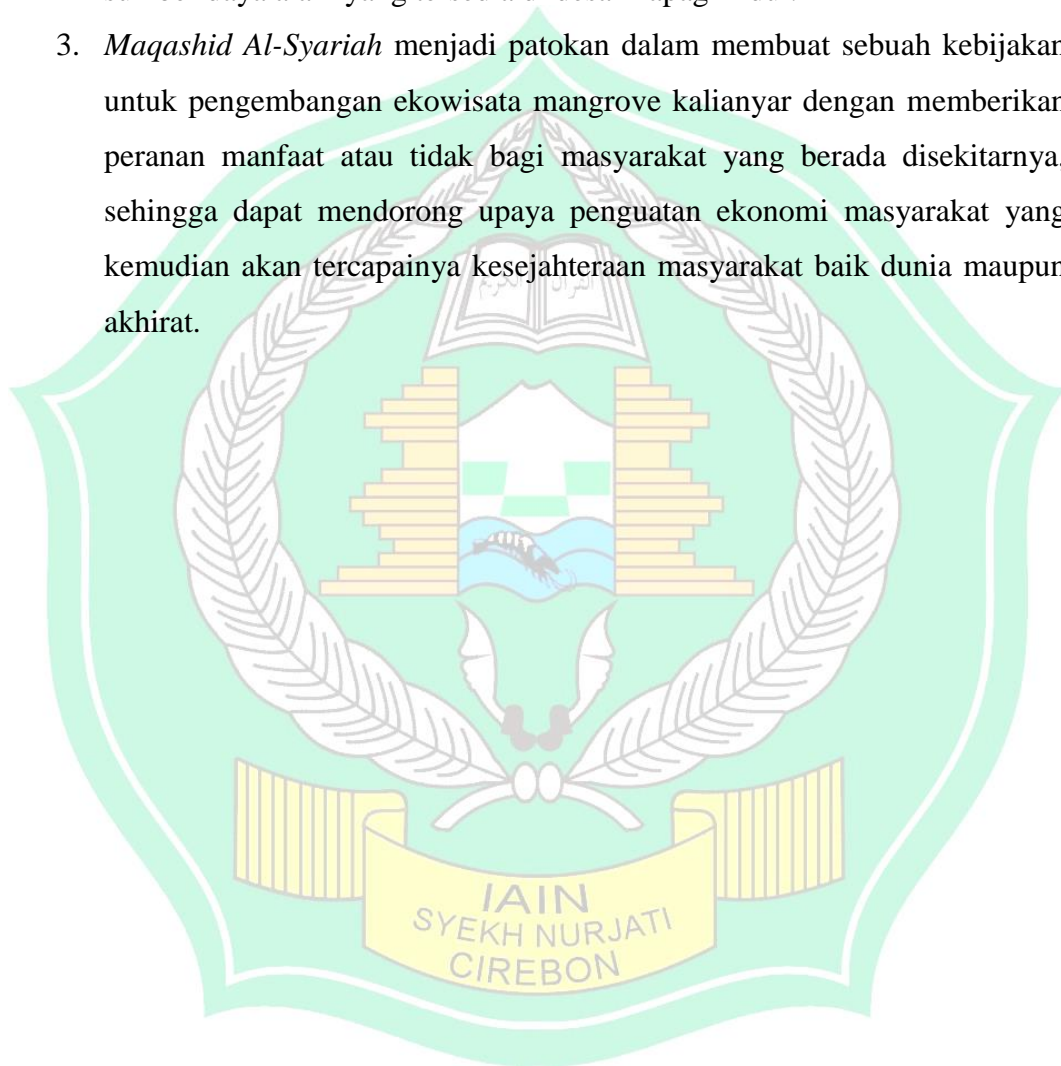 3. Maqashid Al-Syariah menjadi patokan dalam membuat sebuah kebijakan
untuk pengembangan ekowisata mangrove kalianyar dengan memberikan
peranan manfaat atau tidak bagi masyarakat yang berada disekitarnya,
sehingga dapat mendorong upaya penguatan ekonomi masyarakat yang
kemudian akan tercapainya kesejahteraan masyarakat baik dunia maupun
akhirat.
IAIN
SYEKH NURJATI
CIREBON